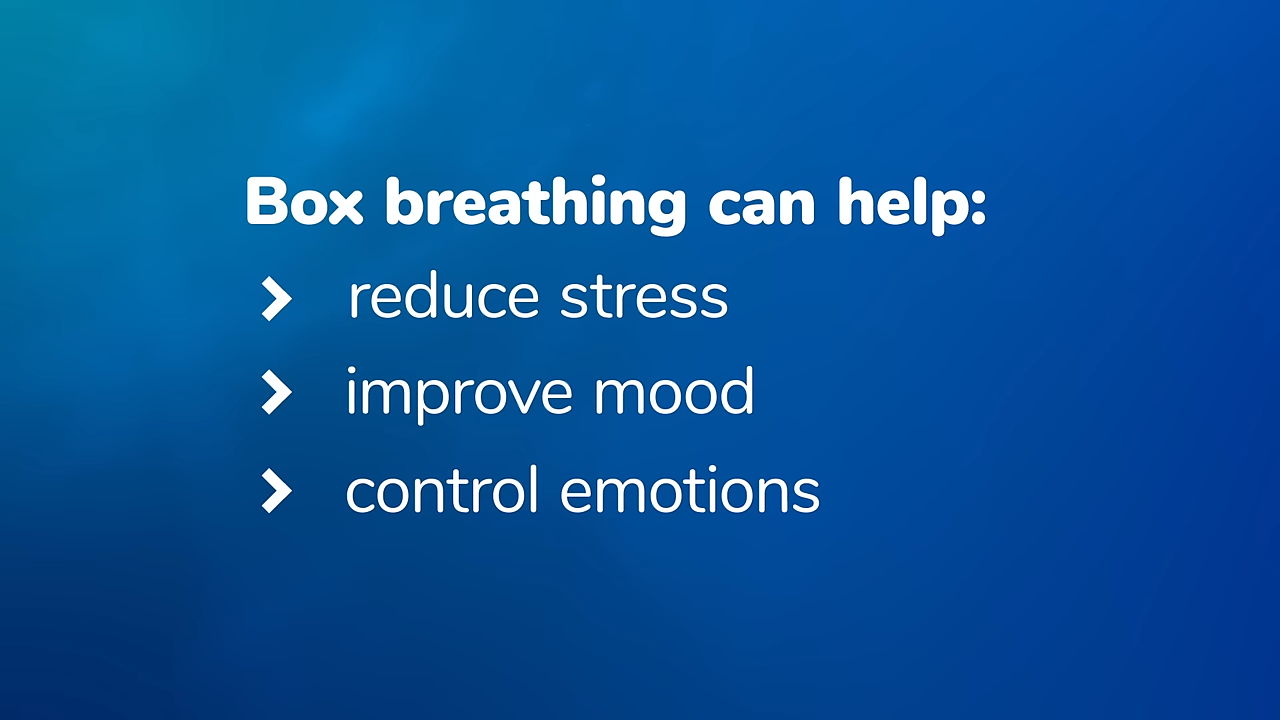 Box breathing can help:
reduce stress
improve mood
control emotions